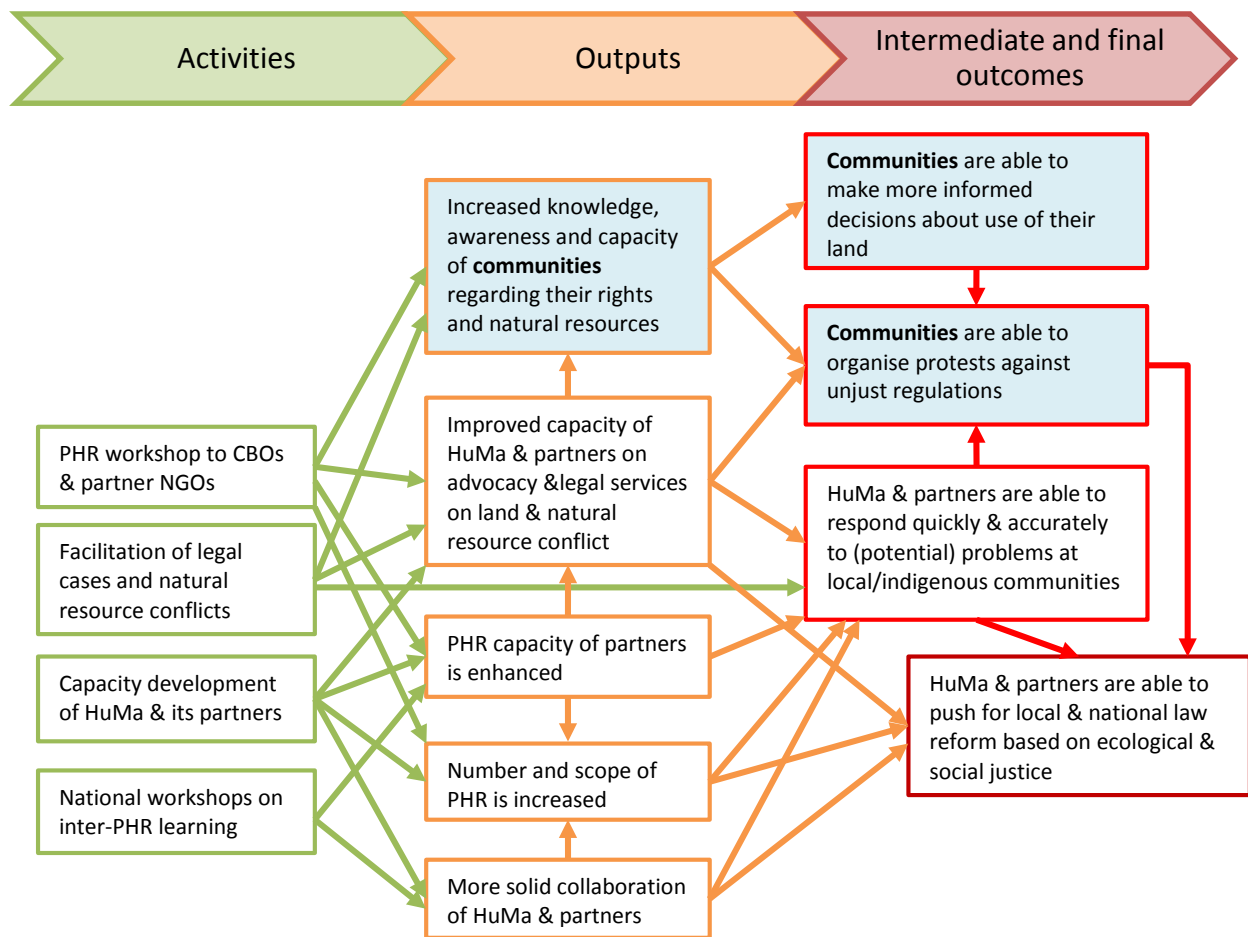 Activities
Outputs
Intermediate and final
outcomes
Communities are able to
make more informed
decisions about use of their
land
Increased knowledge,
awareness and capacity
of communities
regarding their rights
and natural resources
Communities are able to
organise protests against
unjust regulations
PHR workshop to CBOs
& partner NGOs
Improved capacity of
HuMa & partners on
advocacy &legal services
on land & natural
resource conflict
HuMa & partners are able to
respond quickly & accurately
to (potential) problems at
local/indigenous communities
Facilitation of legal
cases and natural
resource conflicts
PHR capacity of partners
is enhanced
Capacity development
of HuMa & its partners
HuMa & partners are able to
push for local & national law
reform based on ecological &
social justice
Number and scope of
PHR is increased
National workshops on
inter-PHR learning
More solid collaboration
of HuMa & partners